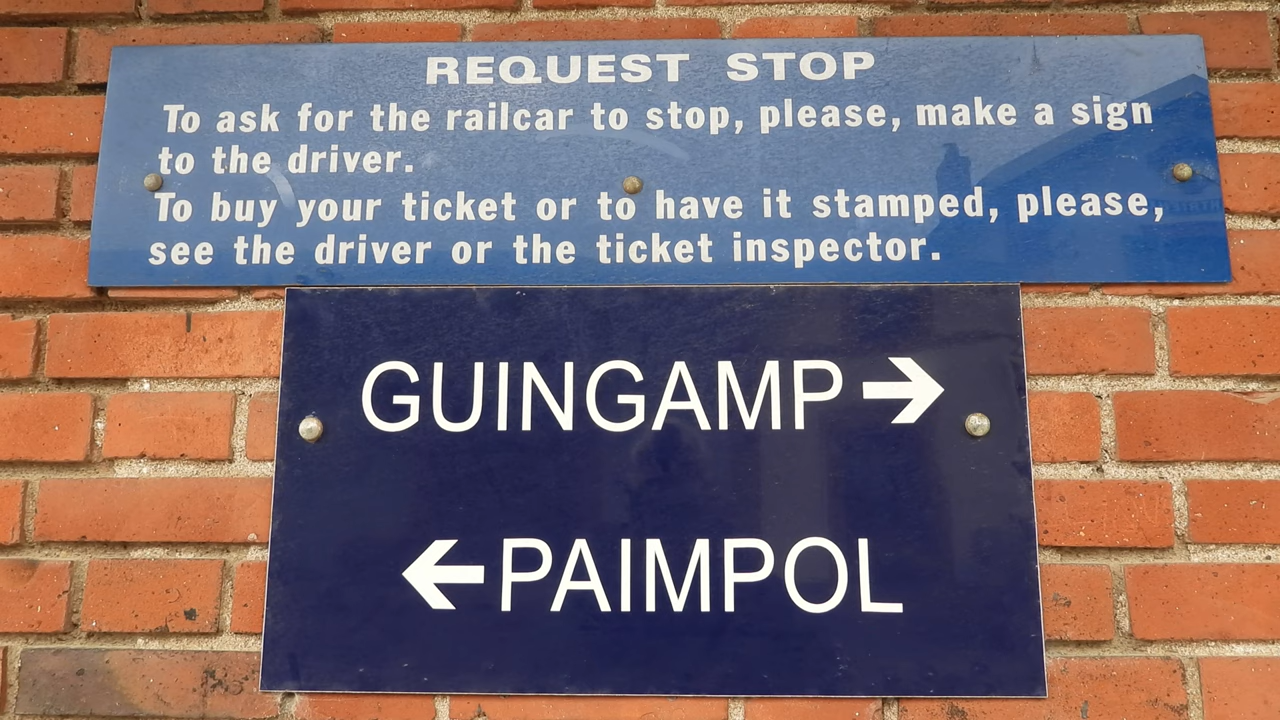 REQUEST STOP
To ask for the railcar to stop, please, make a sign
to the driver.
To buy your ticket or to have it stamped, please,
see the driver or the ticket inspector.
GUINGAMP →
← PAIMPOL